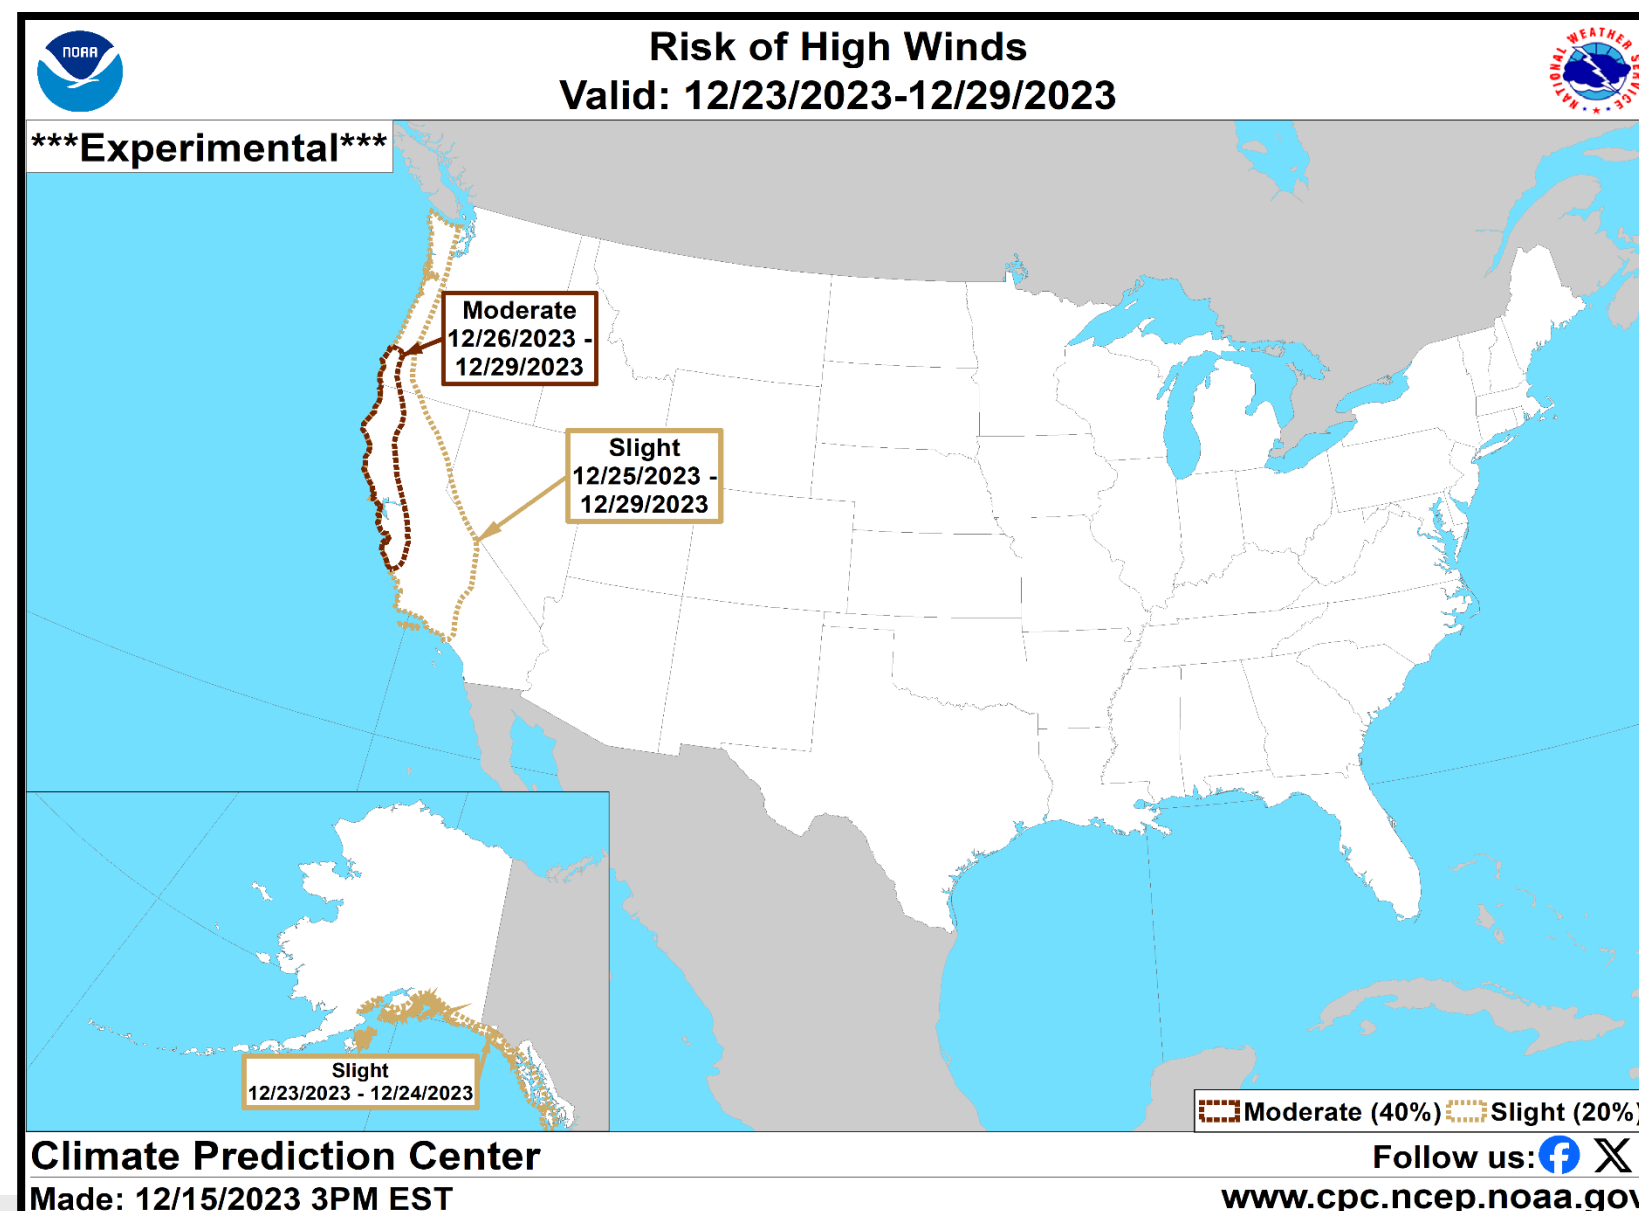 NOAA
Risk of High Winds
Valid: 12/23/2023-12/29/2023
NATIONAL WEATHER SERVICE
***Experimental***
Moderate
12/26/2023 -
12/29/2023
Slight
12/25/2023 -
12/29/2023
Slight
12/23/2023 - 12/24/2023
Moderate (40%) Slight (20%)
Climate Prediction Center
Follow us:
Made: 12/15/2023 3PM EST
www.cpc.ncep.noaa.gov